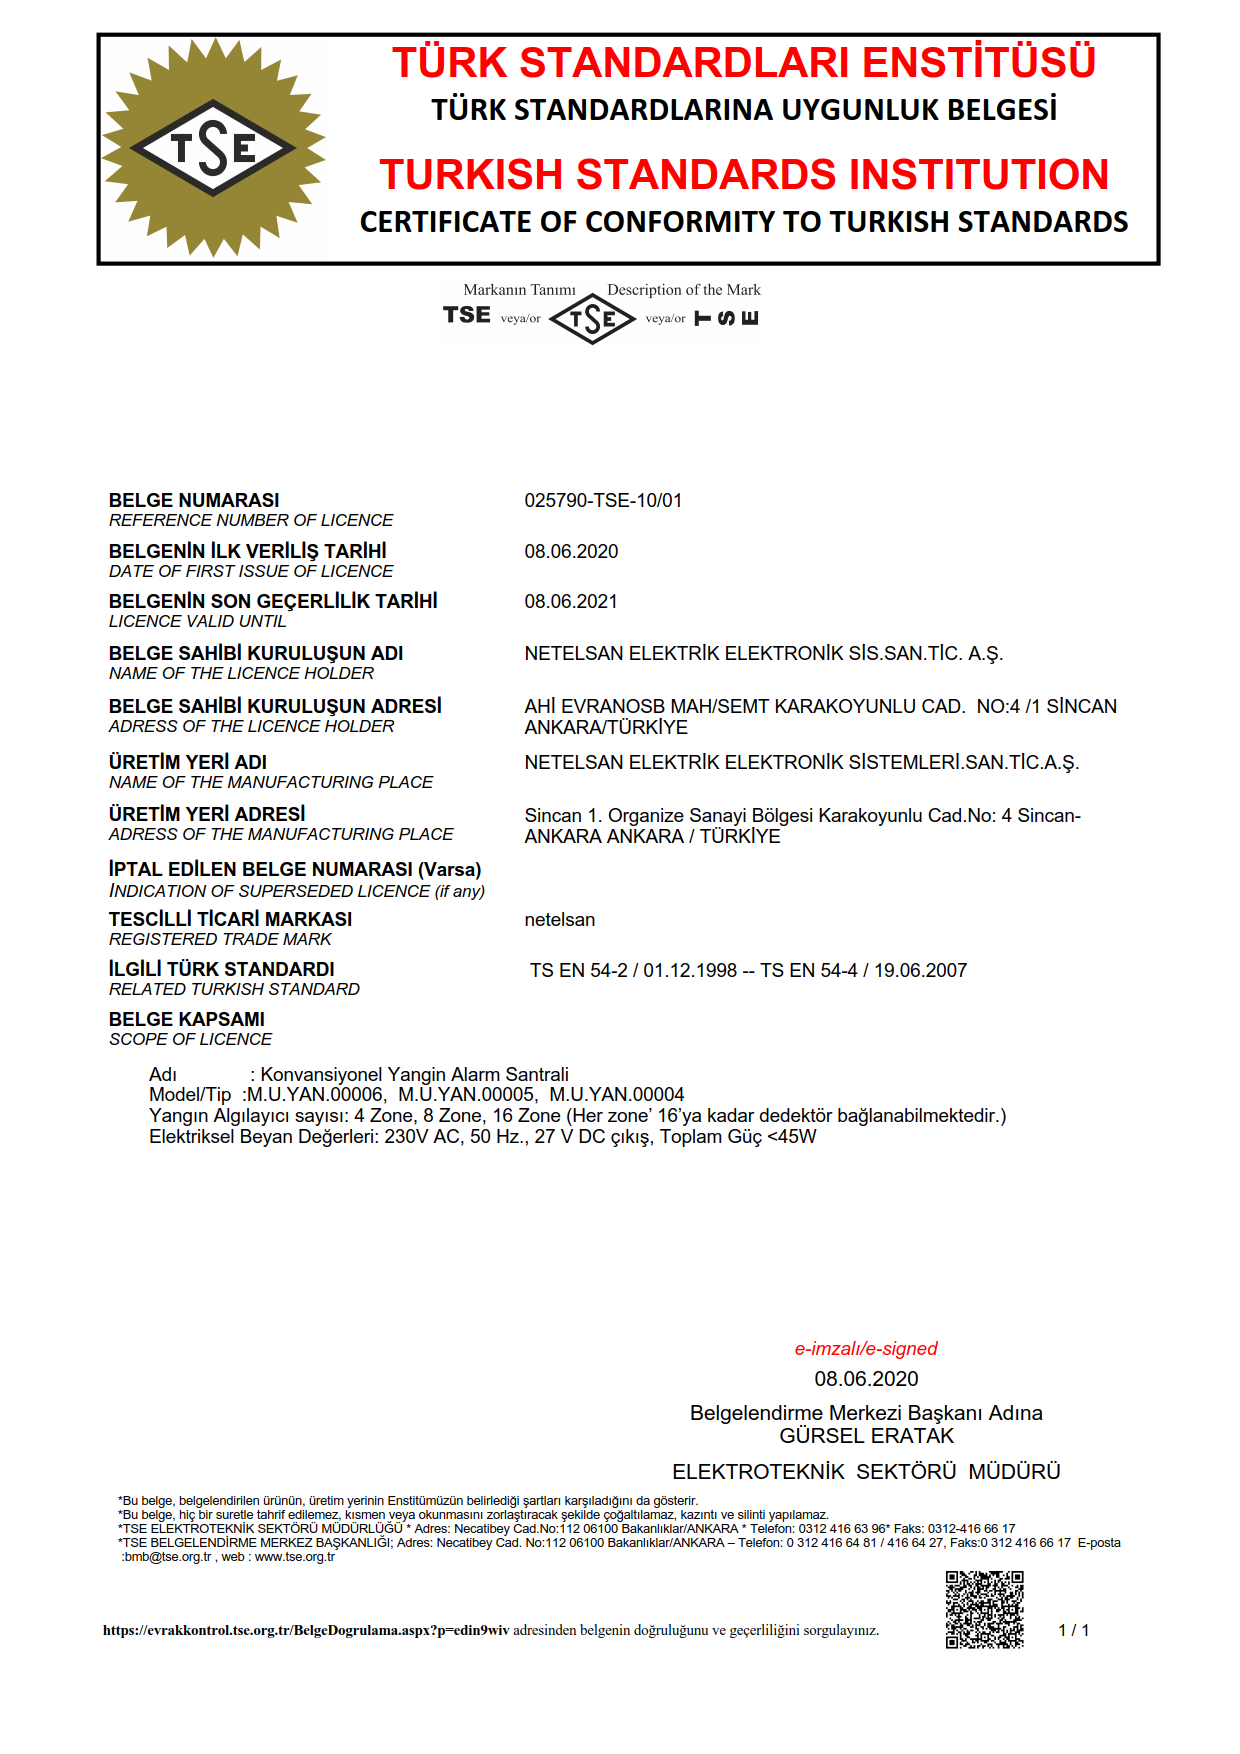 TÜRK STANDARDLARI ENSTİTÜSÜ
TÜRK STANDARDLARINA UYGUNLUK BELGESİ
TSE
TURKISH STANDARDS INSTITUTION
CERTIFICATE OF CONFORMITY TO TURKISH STANDARDS
Markanın Tanımı Description of the Mark
TSE veya/or TSE veya/or TSE
BELGE NUMARASI 025790-TSE-10/01
REFERENCE NUMBER OF LICENCE
BELGENİN İLK VERİLİŞ TARİHİ 08.06.2020
DATE OF FIRST ISSUE OF LICENCE
BELGENİN SON GEÇERLİLİK TARİHİ 08.06.2021
LICENCE VALID UNTIL
BELGE SAHİBİ KURULUŞUN ADI NETELSAN ELEKTRİK ELEKTRONİK SİS.SAN.TİC. A.Ş.
NAME OF THE LICENCE HOLDER
BELGE SAHİBİ KURULUŞUN ADRESİ AHİ EVRANOSB MAH/SEMT KARAKOYUNLU CAD. NO:4 /1 SİNCAN
ADRESS OF THE LICENCE HOLDER ANKARA/TÜRKİYE
ÜRETİM YERİ ADI NETELSAN ELEKTRİK ELEKTRONİK SİSTEMLERİ.SAN.TİC.A.Ş.
NAME OF THE MANUFACTURING PLACE
ÜRETİM YERİ ADRESİ Sincan 1. Organize Sanayi Bölgesi Karakoyunlu Cad.No: 4 Sincan-
ADRESS OF THE MANUFACTURING PLACE ANKARA ANKARA / TÜRKİYE
İPTAL EDİLEN BELGE NUMARASI (Varsa)
INDICATION OF SUPERSEDED LICENCE (if any)
TESCİLLİ TİCARİ MARKASI netelsan
REGISTERED TRADE MARK
İLGİLİ TÜRK STANDARDI TS EN 54-2 / 01.12.1998 -- TS EN 54-4 / 19.06.2007
RELATED TURKISH STANDARD
BELGE KAPSAMI
SCOPE OF LICENCE
Adı : Konvansiyonel Yangin Alarm Santrali
Model/Tip :M.U.YAN.00006, M.U.YAN.00005, M.U.YAN.00004
Yangın Algılayıcı sayısı: 4 Zone, 8 Zone, 16 Zone (Her zone’ 16’ya kadar dedektör bağlanabilmektedir.)
Elektriksel Beyan Değerleri: 230V AC, 50 Hz., 27 V DC çıkış, Toplam Güç <45W
e-imzalı/e-signed
08.06.2020
Belgelendirme Merkezi Başkanı Adına
GÜRSEL ERATAK
ELEKTROTEKNİK SEKTÖRÜ MÜDÜRÜ
*Bu belge, belgelendirilen ürünün, üretim yerinin Enstitümüzün belirlediği şartları karşıladığını da gösterir.
*Bu belge, hiç bir suretle tahrif edilemez, kısmen veya okunmasını zorlaştıracak şekilde çoğaltılamaz, kazıntı ve silinti yapılamaz.
*TSE ELEKTROTEKNİK SEKTÖRÜ MÜDÜRLÜĞÜ * Adres: Necatibey Cad.No:112 06100 Bakanlıklar/ANKARA * Telefon: 0312 416 63 96* Faks: 0312-416 66 17
*TSE BELGELENDİRME MERKEZ BAŞKANLIĞI; Adres: Necatibey Cad. No:112 06100 Bakanlıklar/ANKARA – Telefon: 0 312 416 64 81 / 416 64 27, Faks:0 312 416 66 17 E-posta
:bmb@tse.org.tr , web : www.tse.org.tr
https://evrakkontrol.tse.org.tr/BelgeDogrulama.aspx?p=edin9wiv adresinden belgenin doğruluğunu ve geçerliliğini sorgulayınız. 1 / 1